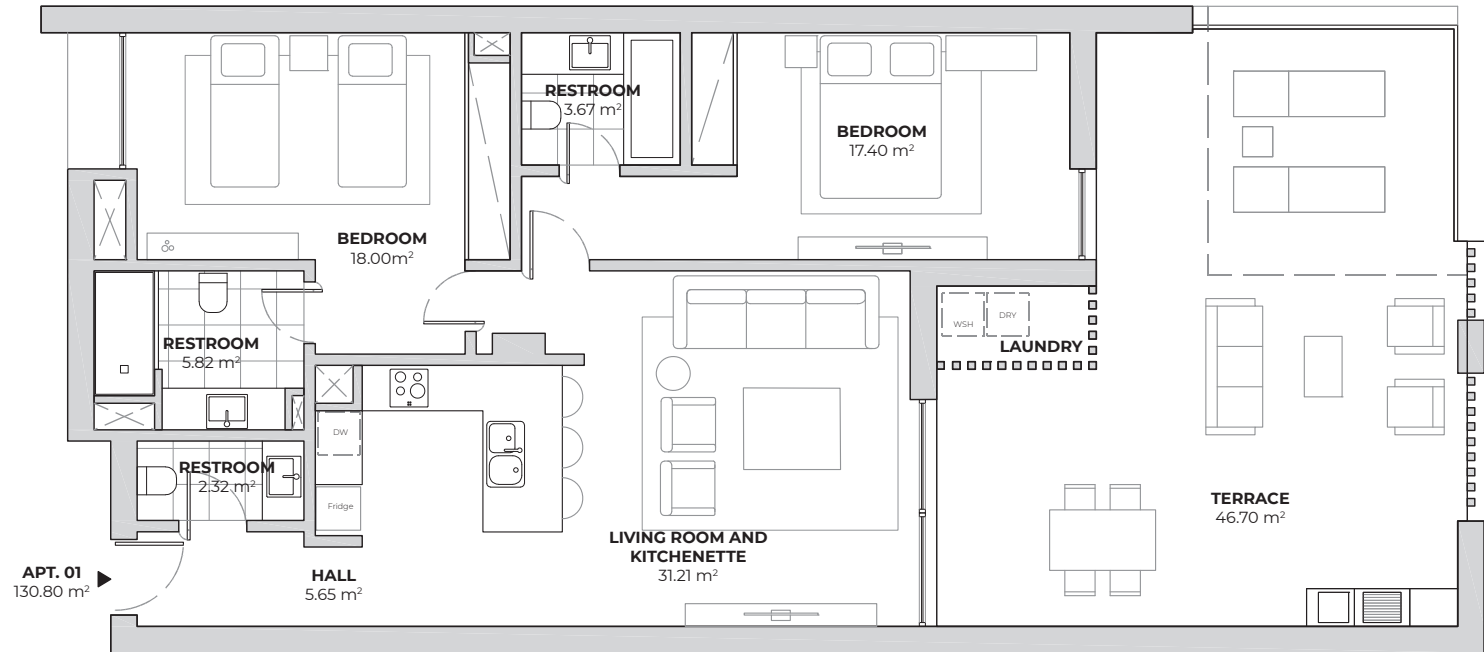 RESTROOM
3.67 m²
BEDROOM
17.40 m²
BEDROOM
18.00m²
RESTROOM
5.82 m²
WSH
DRY
LAUNDRY
DW
RESTROOM
2.32 m²
Fridge
TERRACE
46.70 m²
LIVING ROOM AND
KITCHENETTE
31.21 m²
HALL
5.65 m²
APT. 01
130.80 m²